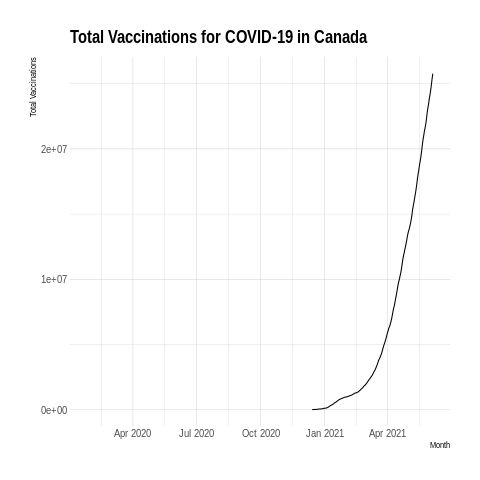 Total Vaccinations for COVID-19 in Canada
Total Vaccinations
2e+07
1e+07
0e+00
Apr 2020 Jul 2020 Oct 2020 Jan 2021 Apr 2021
Month